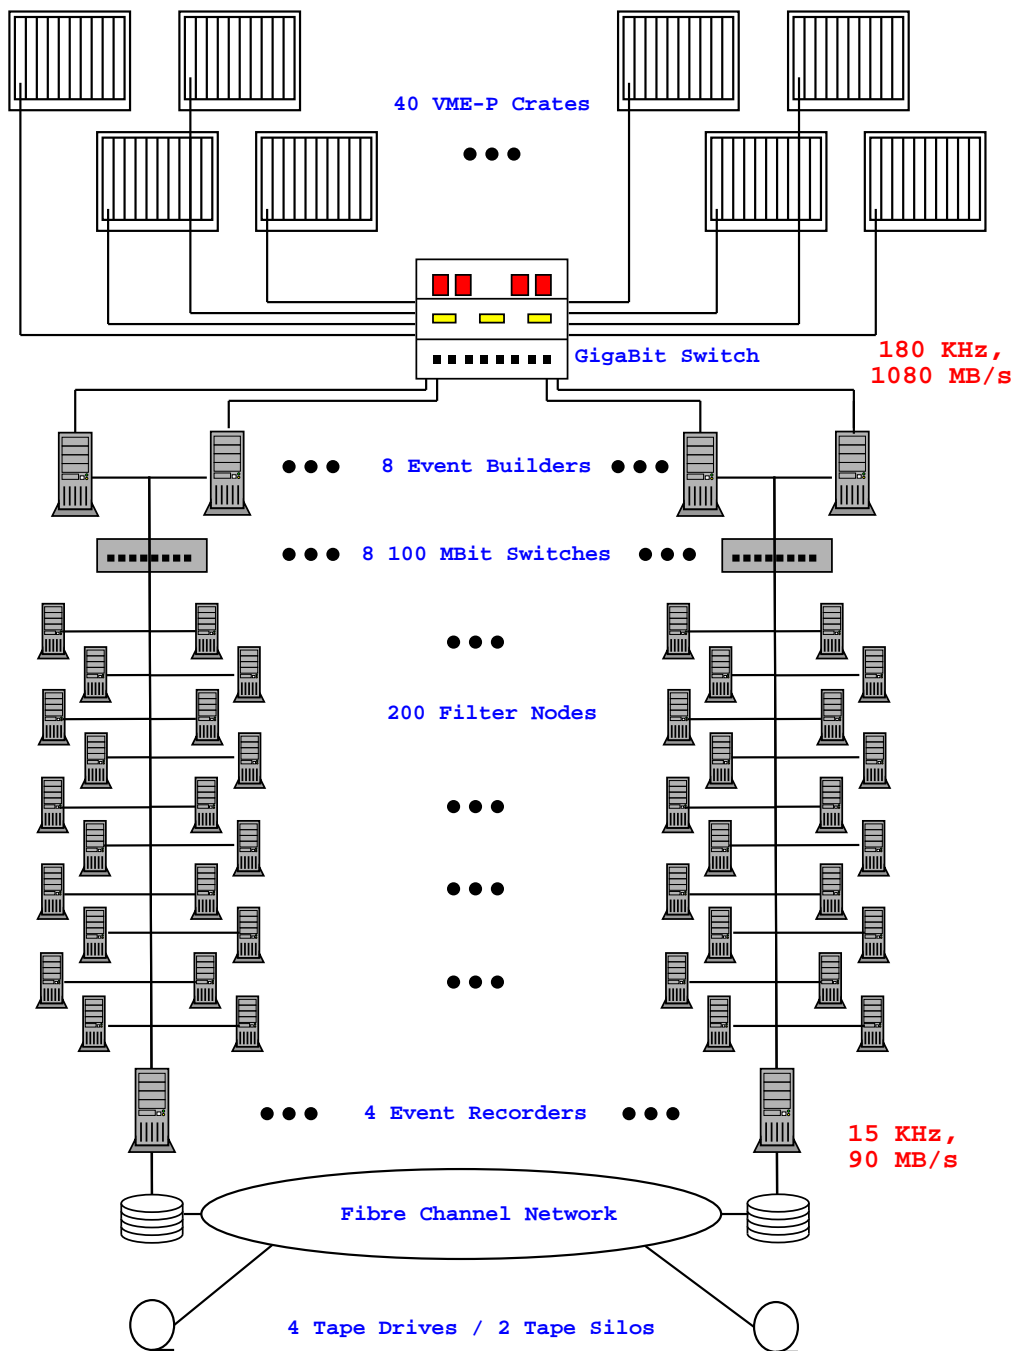 40 VME-P Crates
GigaBit Switch
180 KHz,
1080 MB/s
8 Event Builders
8 100 MBit Switches
200 Filter Nodes
4 Event Recorders
15 KHz,
90 MB/s
Fibre Channel Network
4 Tape Drives / 2 Tape Silos